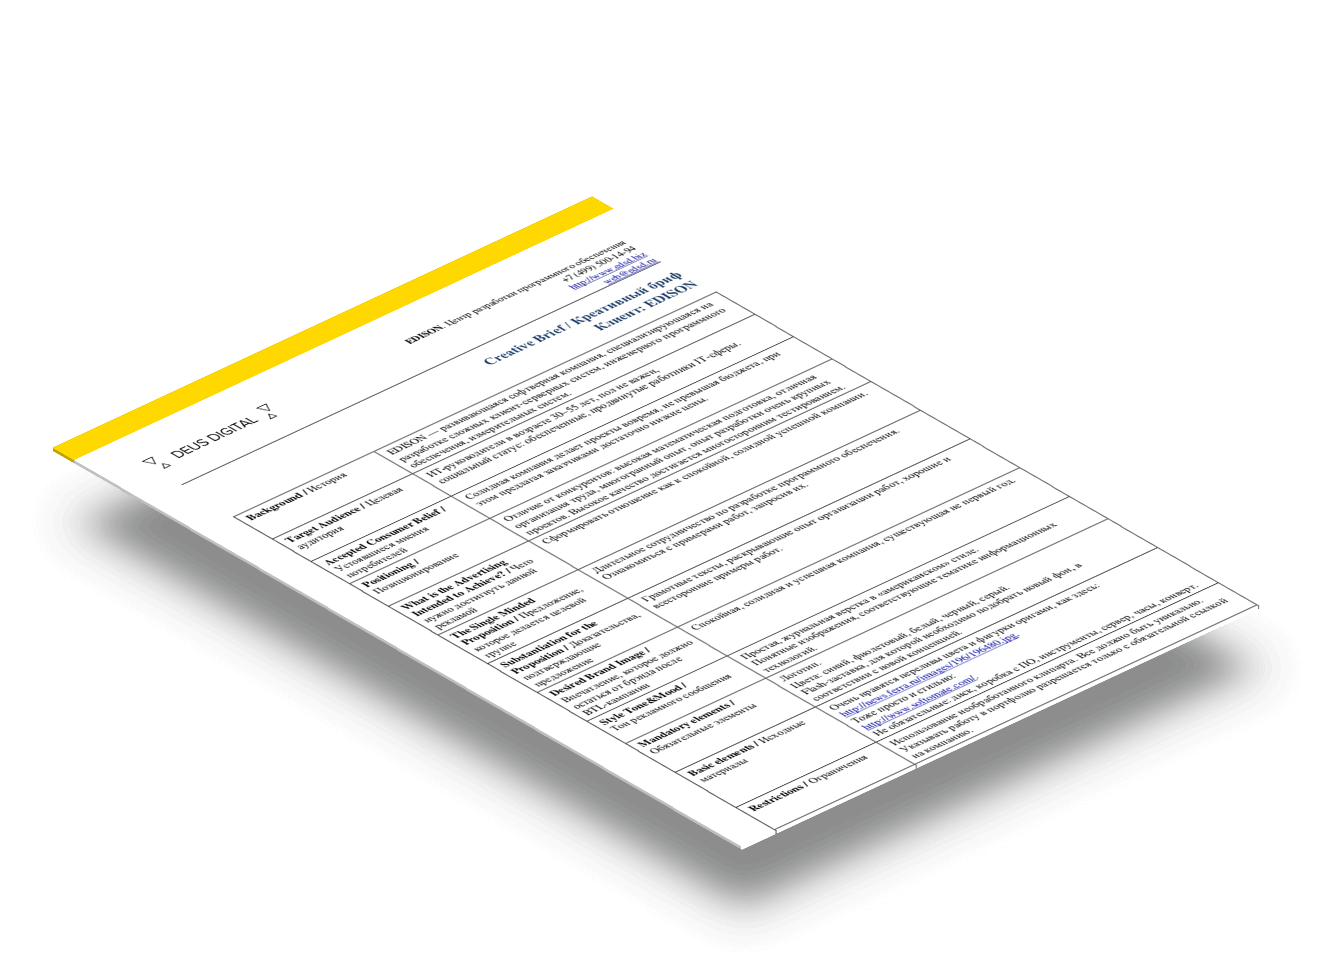 DEUS DIGITAL
EDISON. Центр разработки программного обеспечения
+7 (499) 500-14-94
http://www.edsd.biz
web@edsd.ru
Creative Brief / Креативный бриф
Клиент: EDISON
Background / История
EDISON — развивающаяся софтверная компания, специализирующаяся на
разработке сложных клиент-серверных систем, инженерного программного
обеспечения, измерительных систем.
Target Audience / Целевая
аудитория
ИТ-руководители в возрасте 30–55 лет, пол не важен,
социальный статус: обеспеченные, продвинутые работники IT-сферы.
Accepted Consumer Belief /
Устоявшиеся мнения
потребителей
Солидная компания делает проекты вовремя, не превышая бюджета, при
этом предлагая заказчикам достаточно низкие цены.
Positioning /
Позиционирование
Отличие от конкурентов: высокая математическая подготовка, отличная
организация труда, многогранный опыт, опыт разработки очень крупных
проектов. Высокое качество достигается многосторонним тестированием.
What is the Advertising
Intended to Achieve? / Чего
нужно достигнуть данной
рекламой
Сформировать отношение как к спокойной, солидной успешной компании.
The Single Minded
Proposition / Предложение,
которое делается целевой
группе
Длительное сотрудничество по разработке программного обеспечения.
Ознакомиться с примерами работ, запросив их.
Substantiation for the
Proposition / Доказательства,
подтверждающие
предложение
Грамотные тексты, раскрывающие опыт организации работ, хорошие и
всесторонние примеры работ.
Desired Brand Image /
Впечатление, которое должно
остаться от брэнда после
BTL-кампании
Спокойная, солидная и успешная компания, существующая не первый год.
Style Tone&Mood /
Тон рекламного сообщения
Простая, журнальная верстка в «американском» стиле.
Понятные изображения, соответствующие тематике информационных
технологий.
Mandatory elements /
Обязательные элементы
Логотип.
Цвета: синий, фиолетовый, белый, черный, серый
Flash-заставка, для которой необходимо подобрать новый фон, в
соответствии с новой концепцией.
Basic elements / Исходные
материалы
Очень нравятся переливы цвета и фигурки оригами, как здесь:
http://news.ferra.ru/images/196/196480.jpg.
Тоже просто и стильно:
http://www.softomate.com/.
Не обязательные: диск, коробка с ПО, инструменты, сервер, часы, конверт.
Restrictions / Ограничения
Использование необработанного клипарта. Все должно быть уникально.
Указывать работу в портфолио разрешается только с обязательной ссылкой
на компанию.